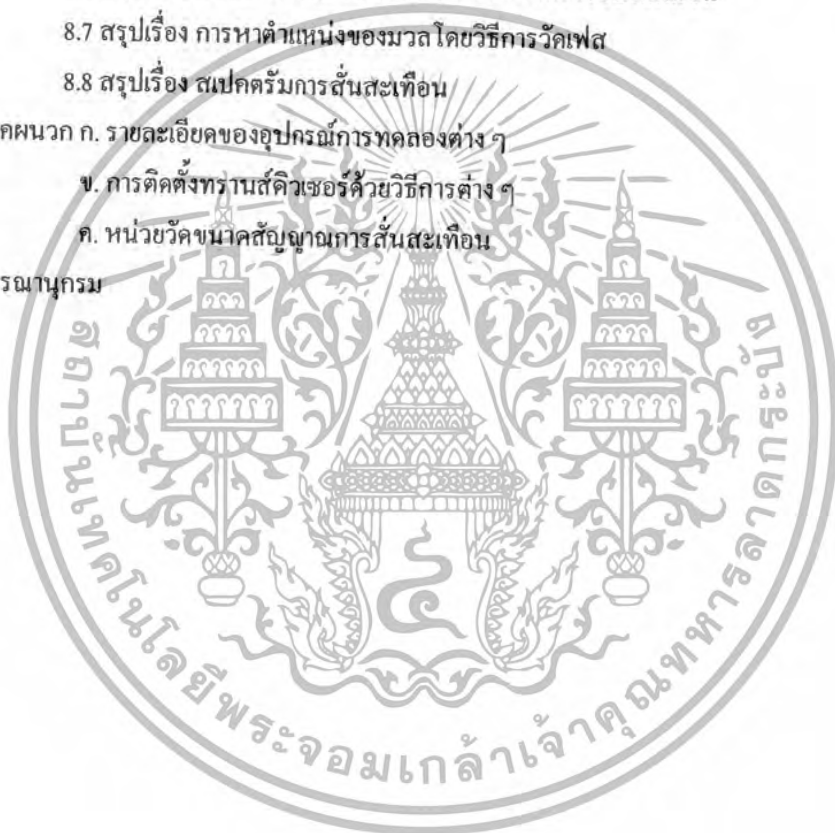 8.7 สรุปเรื่อง การหาตำแหน่งของมวลโดยวิธีการวัดเฟส
8.8 สรุปเรื่อง สเปคตรัมการสั่นสะเทือน
คผนวก ก. รายละเอียดของอุปกรณ์การทดลองต่าง ๆ
ข. การติดตั้งทรานส์คิวเซอร์ด้วยวิธีการต่าง ๆ
ค. หน่วยวัดขนาดสัญญาณการสั่นสะเทือน
รณานุกรม
สถาบันเทคโนโลยีพระจอมเกล้าเจ้าคุณทหารลาดกระบัง